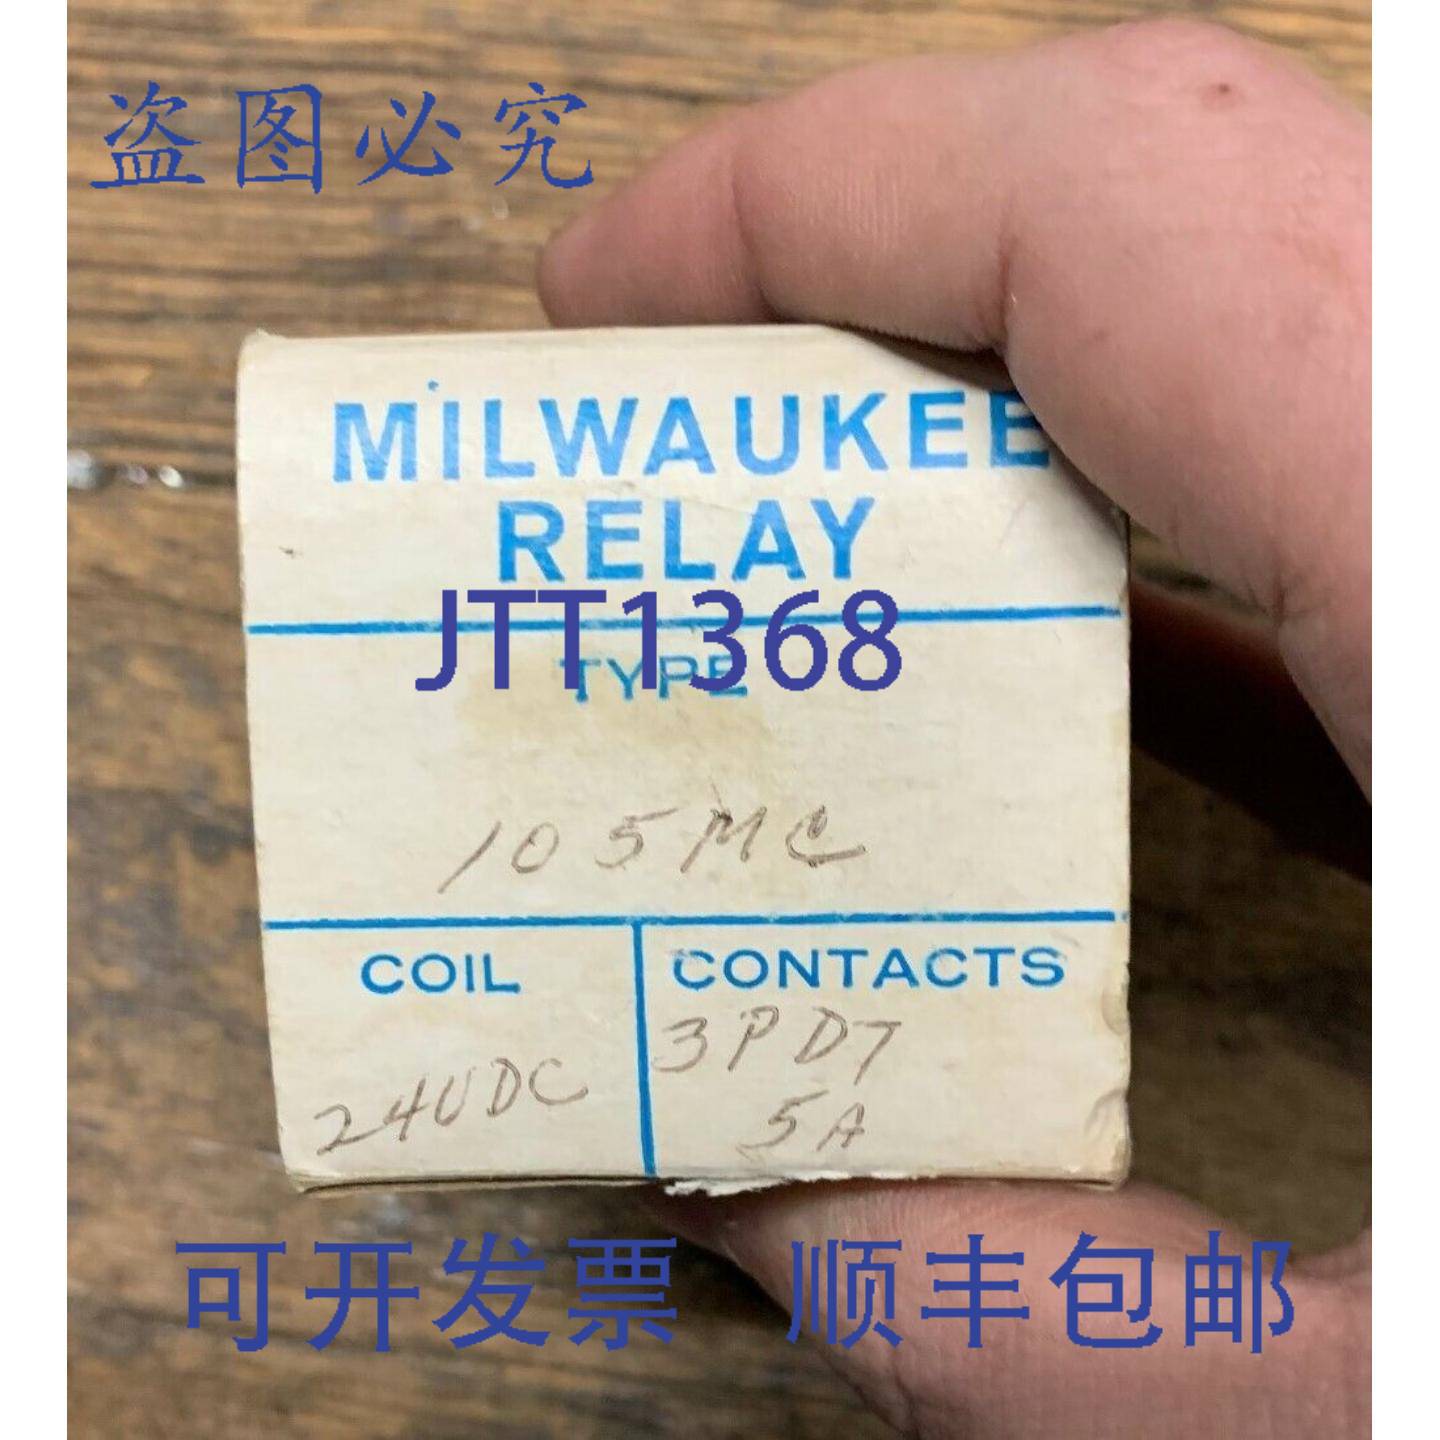 盗图必究
MILWAUKEE
RELAY
JTT1368
TYPE
105MC
COIL
CONTACTS
24VDC
3PDT
5A
可开发票 顺丰包邮